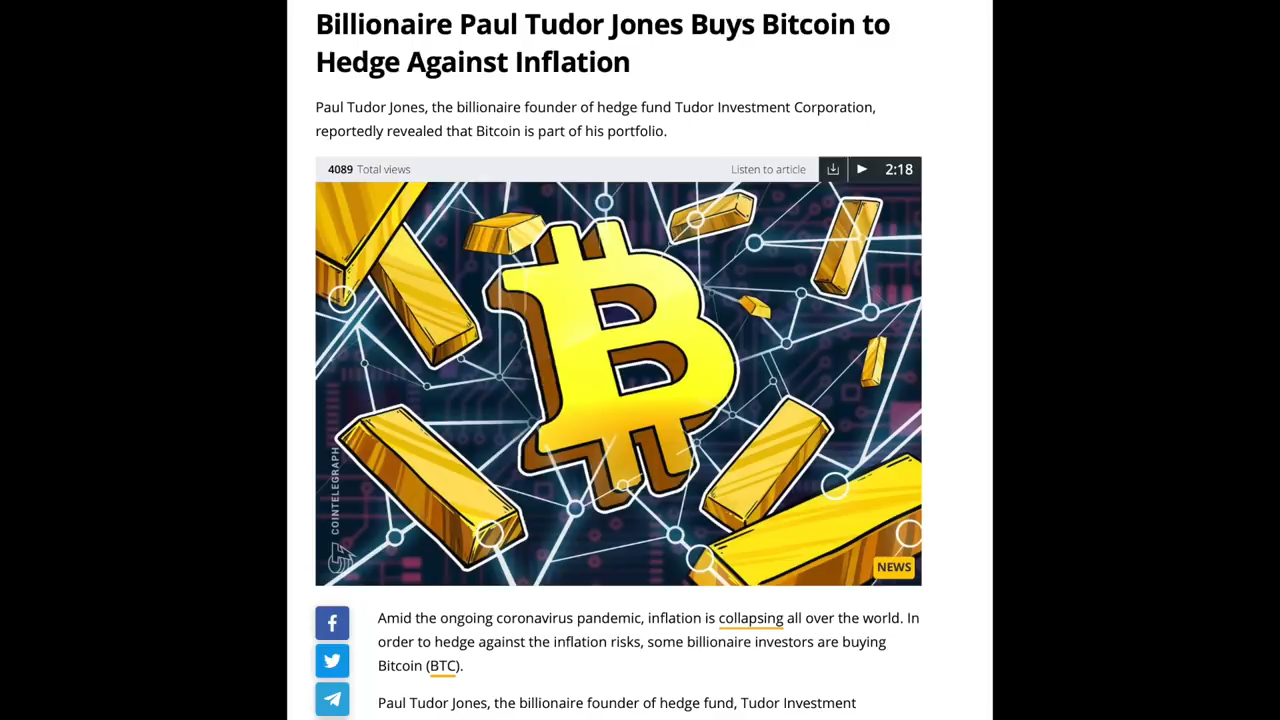 Billionaire Paul Tudor Jones Buys Bitcoin to
Hedge Against Inflation
Paul Tudor Jones, the billionaire founder of hedge fund Tudor Investment Corporation,
reportedly revealed that Bitcoin is part of his portfolio.
4089 Total views
Listen to article
2:18
COINTELEGRAPH
NEWS
Amid the ongoing coronavirus pandemic, inflation is collapsing all over the world. In
order to hedge against the inflation risks, some billionaire investors are buying
Bitcoin (BTC).
Paul Tudor Jones, the billionaire founder of hedge fund, Tudor Investment